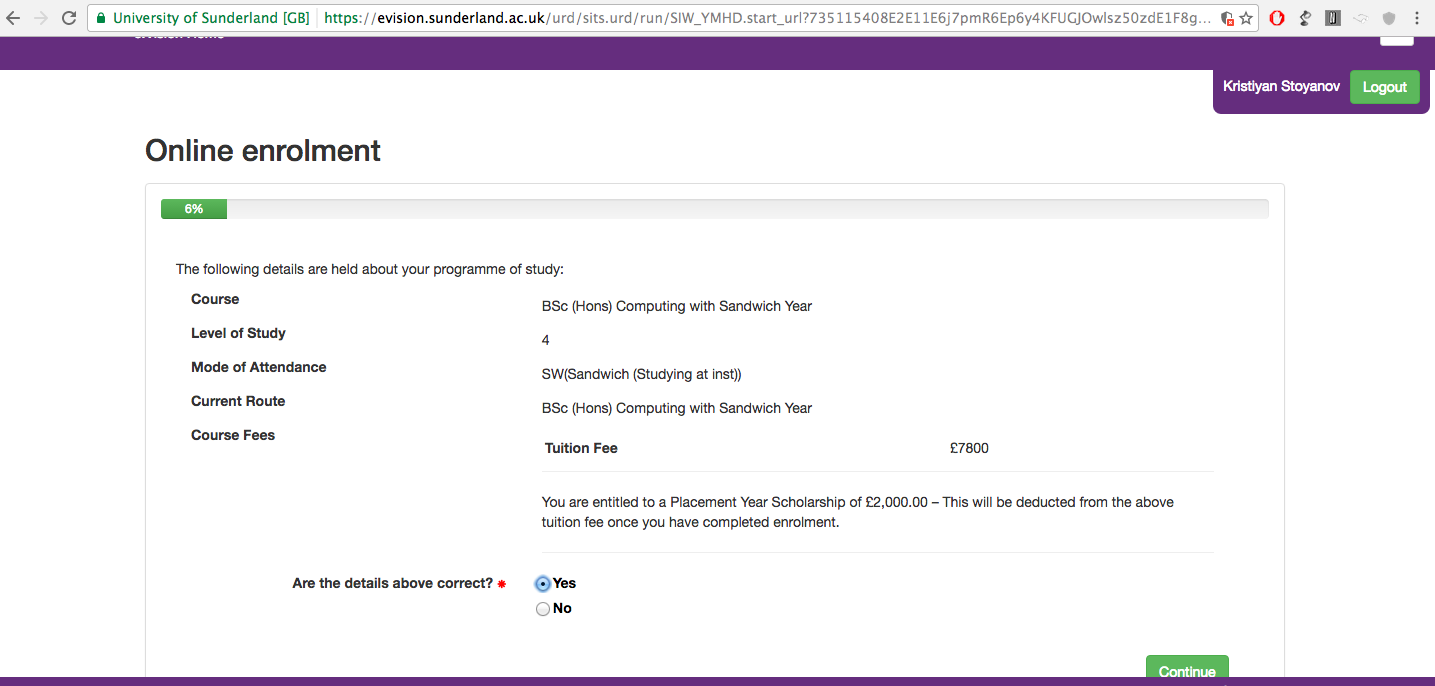 University of Sunderland [GB] https://evision.sunderland.ac.uk/urd/sits.urd/run/SIW_YMHD.start_url?735115408E2E11E6j7pmR6Ep6y4KFUGJOwlsz50zdE1F8g...
Kristiyan Stoyanov Logout
Online enrolment
6%
The following details are held about your programme of study:
Course BSc (Hons) Computing with Sandwich Year
Level of Study 4
Mode of Attendance SW(Sandwich (Studying at inst))
Current Route BSc (Hons) Computing with Sandwich Year
Course Fees
Tuition Fee £7800
You are entitled to a Placement Year Scholarship of £2,000.00 – This will be deducted from the above
tuition fee once you have completed enrolment.
Are the details above correct? * Yes
No
Continue